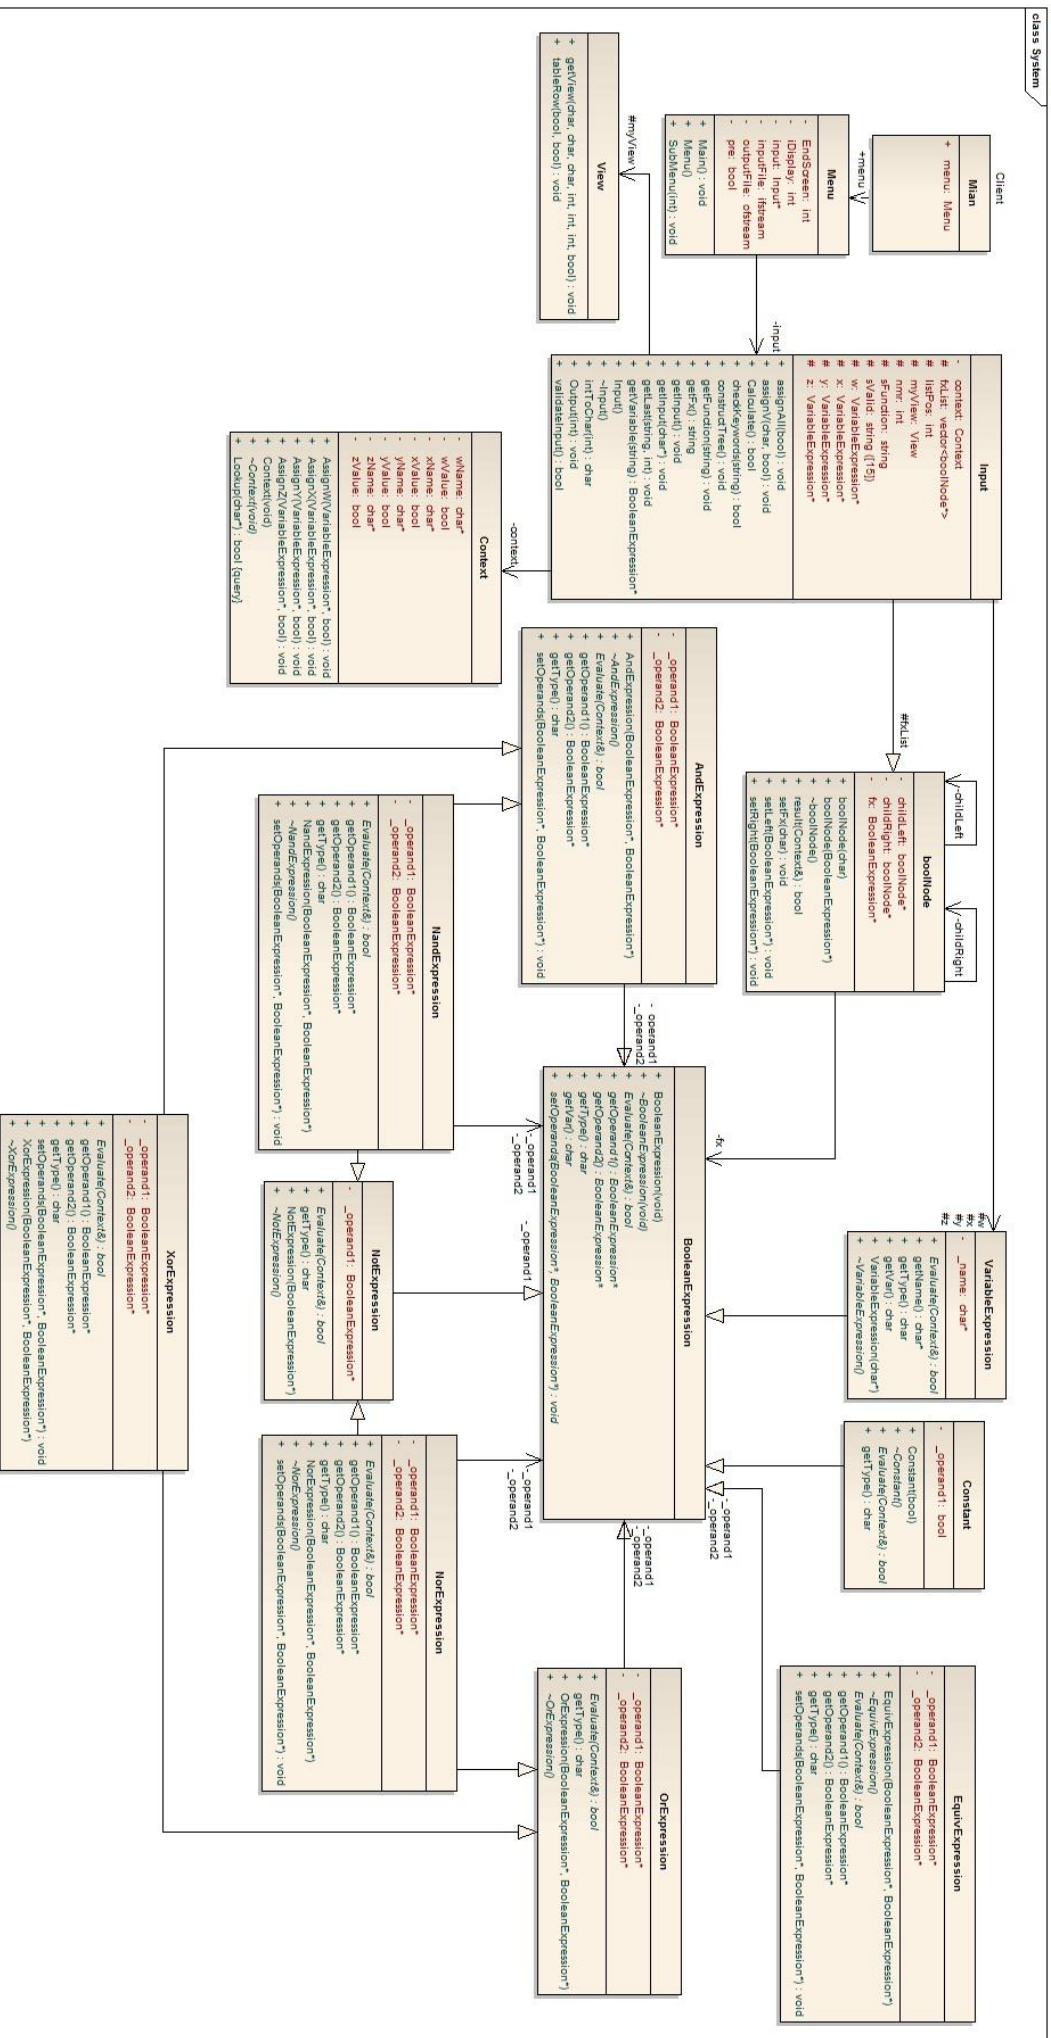 class System
Client
Mian
+ menu: Menu
+menu
Menu
- EndScreen: int
- iDisplay: int
- input: Input*
- inputFile: ifstream
- outputFile: ofstream
- pre: bool
+ Main() : void
+ Menu()
+ SubMenu(int) : void
-input
#myView
View
+ getView(char, char, char, int, int, int, bool) : void
+ tableRow(bool, bool) : void
Input
- context: Context
# fxList: vector<boolNode*>
# listPos: int
# myView: View
# nmr: int
# sFunction: string
# sValid: string ([15])
# w: VariableExpression*
# x: VariableExpression*
# y: VariableExpression*
# z: VariableExpression*
+ assignAll(bool) : void
+ assignV(char, bool) : void
+ Calculate() : bool
+ checkKeywords(string) : bool
+ constructTree() : void
+ getFunction(string) : void
+ getFx() : string
+ getInput() : void
+ getInput(char*) : void
+ getLast(string, int) : void
+ getVariable(string) : BooleanExpression*
+ Input()
+ ~Input()
+ intToChar(int) : char
+ Output(int) : void
+ validateInput() : bool
-context
Context
- wName: char*
- wValue: bool
- xName: char*
- xValue: bool
- yName: char*
- yValue: bool
- zName: char*
- zValue: bool
+ AssignW(VariableExpression*, bool) : void
+ AssignX(VariableExpression*, bool) : void
+ AssignY(VariableExpression*, bool) : void
+ AssignZ(VariableExpression*, bool) : void
+ Context(void)
+ ~Context(void)
+ Lookup(char*) : bool {query}
#fxList
-childLeft
-childRight
boolNode
- childLeft: boolNode*
- childRight: boolNode*
- fx: BooleanExpression*
+ boolNode(char)
+ boolNode(BooleanExpression*)
+ ~boolNode()
+ result(Context&) : bool
+ setFx(char) : void
+ setLeft(BooleanExpression*) : void
+ setRight(BooleanExpression*) : void
AndExpression
- _operand1: BooleanExpression*
- _operand2: BooleanExpression*
+ AndExpression(BooleanExpression*, BooleanExpression*)
+ ~AndExpression()
+ Evaluate(Context&) : bool
+ getOperand1() : BooleanExpression*
+ getOperand2() : BooleanExpression*
+ getType() : char
+ setOperands(BooleanExpression*, BooleanExpression*) : void
-_operand1
-_operand2
NandExpression
- _operand1: BooleanExpression*
- _operand2: BooleanExpression*
+ Evaluate(Context&) : bool
+ getOperand1() : BooleanExpression*
+ getOperand2() : BooleanExpression*
+ getType() : char
+ NandExpression(BooleanExpression*, BooleanExpression*)
+ ~NandExpression()
+ setOperands(BooleanExpression*, BooleanExpression*) : void
-_operand1
-_operand2
-fx
BooleanExpression
+ BooleanExpression(void)
+ ~BooleanExpression(void)
+ Evaluate(Context&) : bool
+ getOperand1() : BooleanExpression*
+ getOperand2() : BooleanExpression*
+ getType() : char
+ getVar() : char
+ setOperands(BooleanExpression*, BooleanExpression*) : void
#w
#x
#y
#z
VariableExpression
- _name: char*
+ Evaluate(Context&) : bool
+ getName() : char*
+ getType() : char
+ getVar() : char
+ VariableExpression(char*)
+ ~VariableExpression()
-_operand1
NotExpression
- _operand1: BooleanExpression*
+ Evaluate(Context&) : bool
+ getType() : char
+ NotExpression(BooleanExpression*)
+ ~NotExpression()
XorExpression
- _operand1: BooleanExpression*
- _operand2: BooleanExpression*
+ Evaluate(Context&) : bool
+ getOperand1() : BooleanExpression*
+ getOperand2() : BooleanExpression*
+ getType() : char
+ setOperands(BooleanExpression*, BooleanExpression*) : void
+ XorExpression(BooleanExpression*, BooleanExpression*)
+ ~XorExpression()
Constant
- _operand1: bool
+ Constant(bool)
+ ~Constant()
+ Evaluate(Context&) : bool
+ getType() : char
-_operand1
-_operand2
-_operand1
-_operand2
NorExpression
- _operand1: BooleanExpression*
- _operand2: BooleanExpression*
+ Evaluate(Context&) : bool
+ getOperand1() : BooleanExpression*
+ getOperand2() : BooleanExpression*
+ getType() : char
+ NorExpression(BooleanExpression*, BooleanExpression*)
+ ~NorExpression()
+ setOperands(BooleanExpression*, BooleanExpression*) : void
-_operand1
-_operand2
OrExpression
- _operand1: BooleanExpression*
- _operand2: BooleanExpression*
+ Evaluate(Context&) : bool
+ getType() : char
+ OrExpression(BooleanExpression*, BooleanExpression*)
+ ~OrExpression()
EquivExpression
- _operand1: BooleanExpression*
- _operand2: BooleanExpression*
+ EquivExpression(BooleanExpression*, BooleanExpression*)
+ ~EquivExpression()
+ Evaluate(Context&) : bool
+ getOperand1() : BooleanExpression*
+ getOperand2() : BooleanExpression*
+ getType() : char
+ setOperands(BooleanExpression*, BooleanExpression*) : void